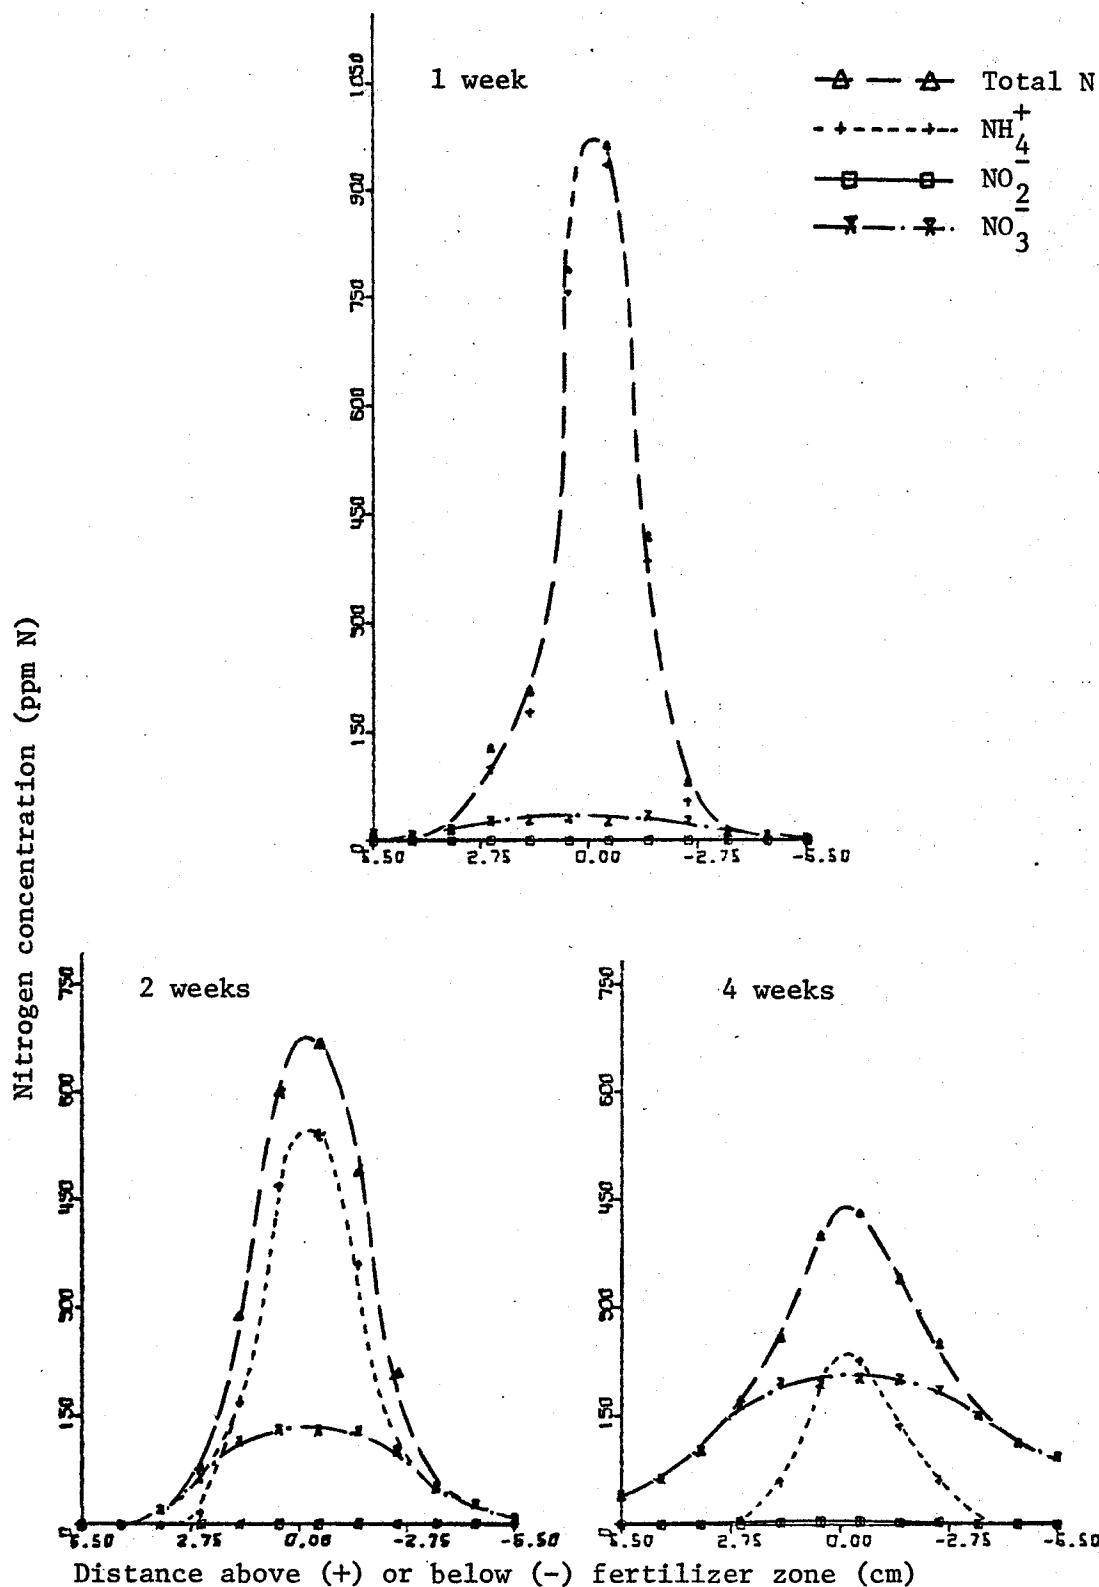 1 week
Total N
NH4+
NO2-
NO3-
1050
900
750
600
450
300
150
0
5.50 2.75 0.00 -2.75 -5.50
Nitrogen concentration (ppm N)
2 weeks
750
600
450
300
150
0
5.50 2.75 0.00 -2.75 -5.50
4 weeks
750
600
450
300
150
0
5.50 2.75 0.00 -2.75 -5.50
Distance above (+) or below (-) fertilizer zone (cm)